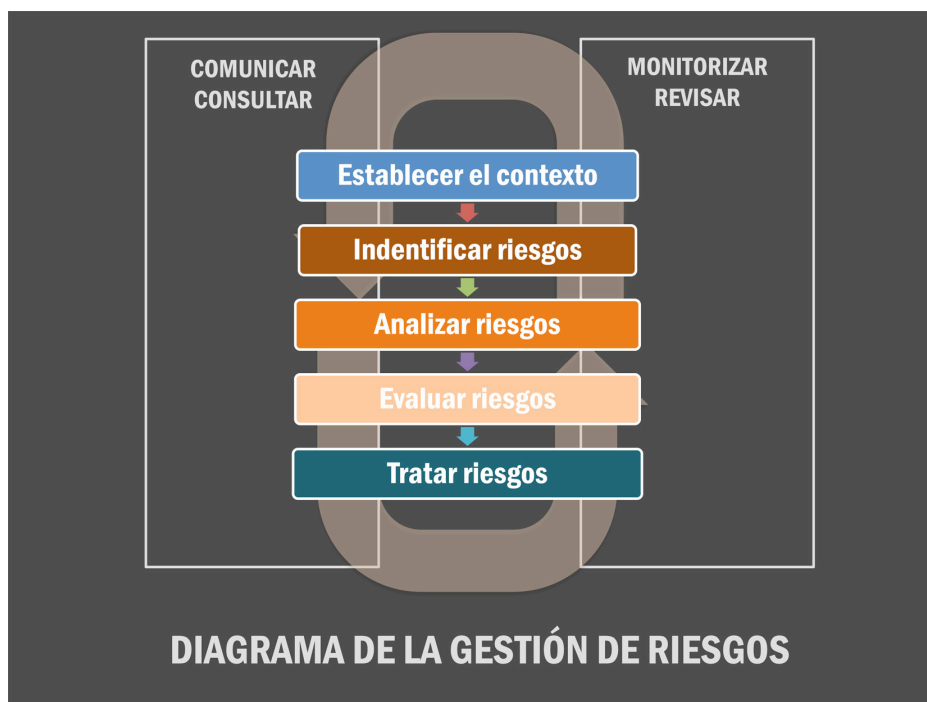 COMUNICAR
CONSULTAR
MONITORIZAR
REVISAR
Establecer el contexto
Indentificar riesgos
Analizar riesgos
Evaluar riesgos
Tratar riesgos
DIAGRAMA DE LA GESTIÓN DE RIESGOS